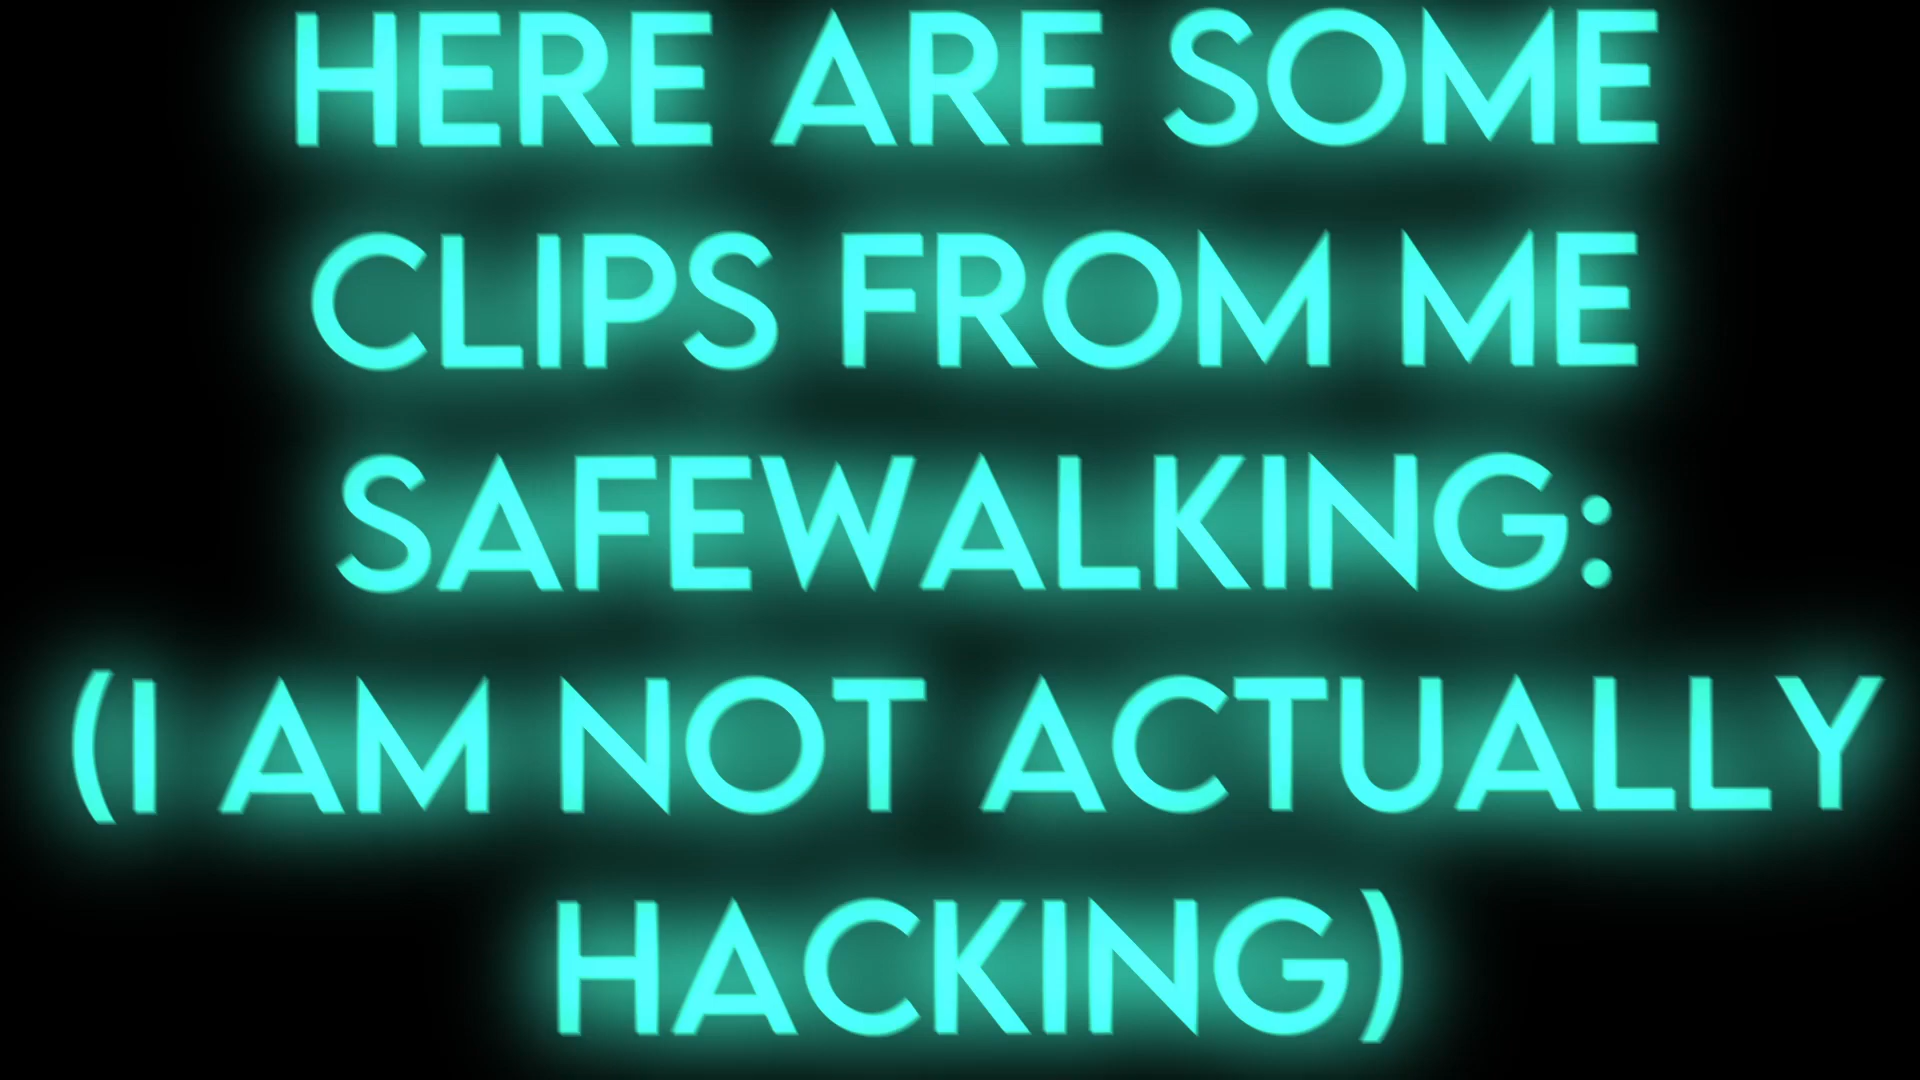 HERE ARE SOME
CLIPS FROM ME
SAFEWALKING:
(I AM NOT ACTUALLY
HACKING)